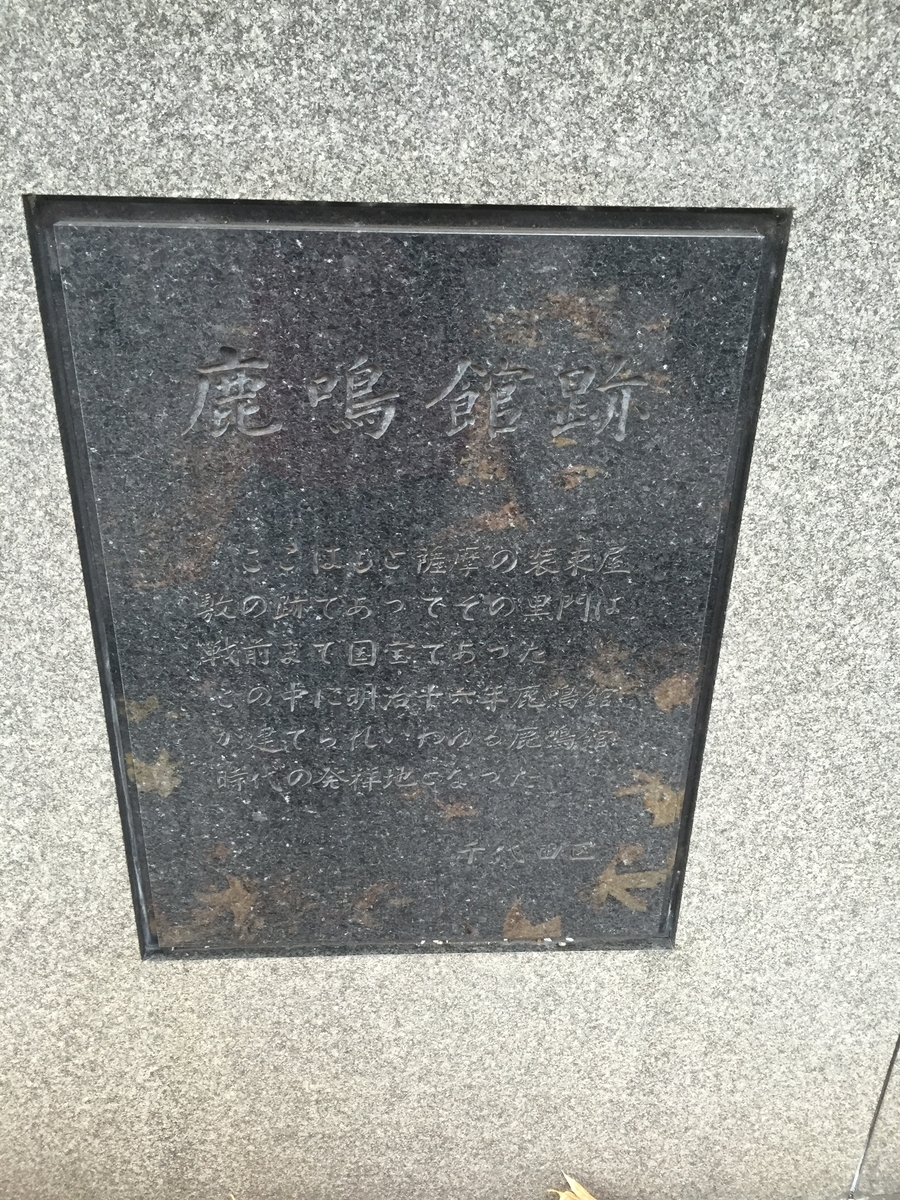 鹿鳴館跡
ここはもと薩摩の装束屋
敷の跡であってその黒門は
戦前まで国宝であった
この中に明治十六年鹿鳴館
が建てられいわゆる鹿鳴館
時代の発祥地となった
千代田区